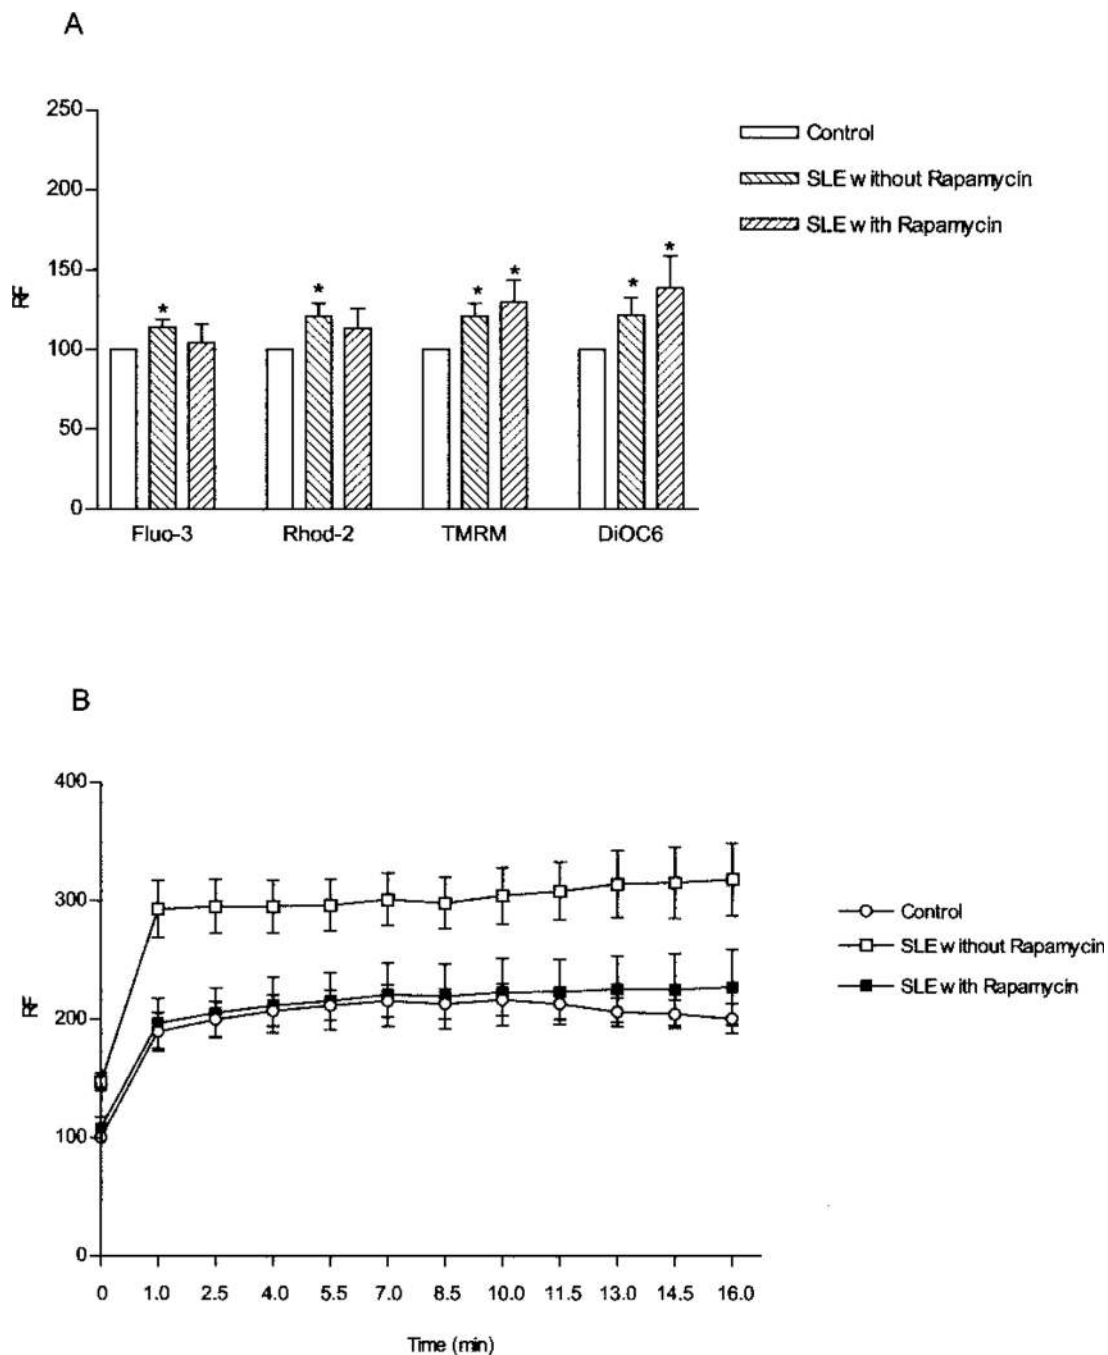 A
250
200
150
100
50
0
RF
* * * * * *
Fluo-3 Rhod-2 TMRM DiOC6
Control
SLE without Rapamycin
SLE with Rapamycin
B
400
300
200
100
0
RF
0 1.0 2.5 4.0 5.5 7.0 8.5 10.0 11.5 13.0 14.5 16.0
Time (min)
Control
SLE without Rapamycin
SLE with Rapamycin